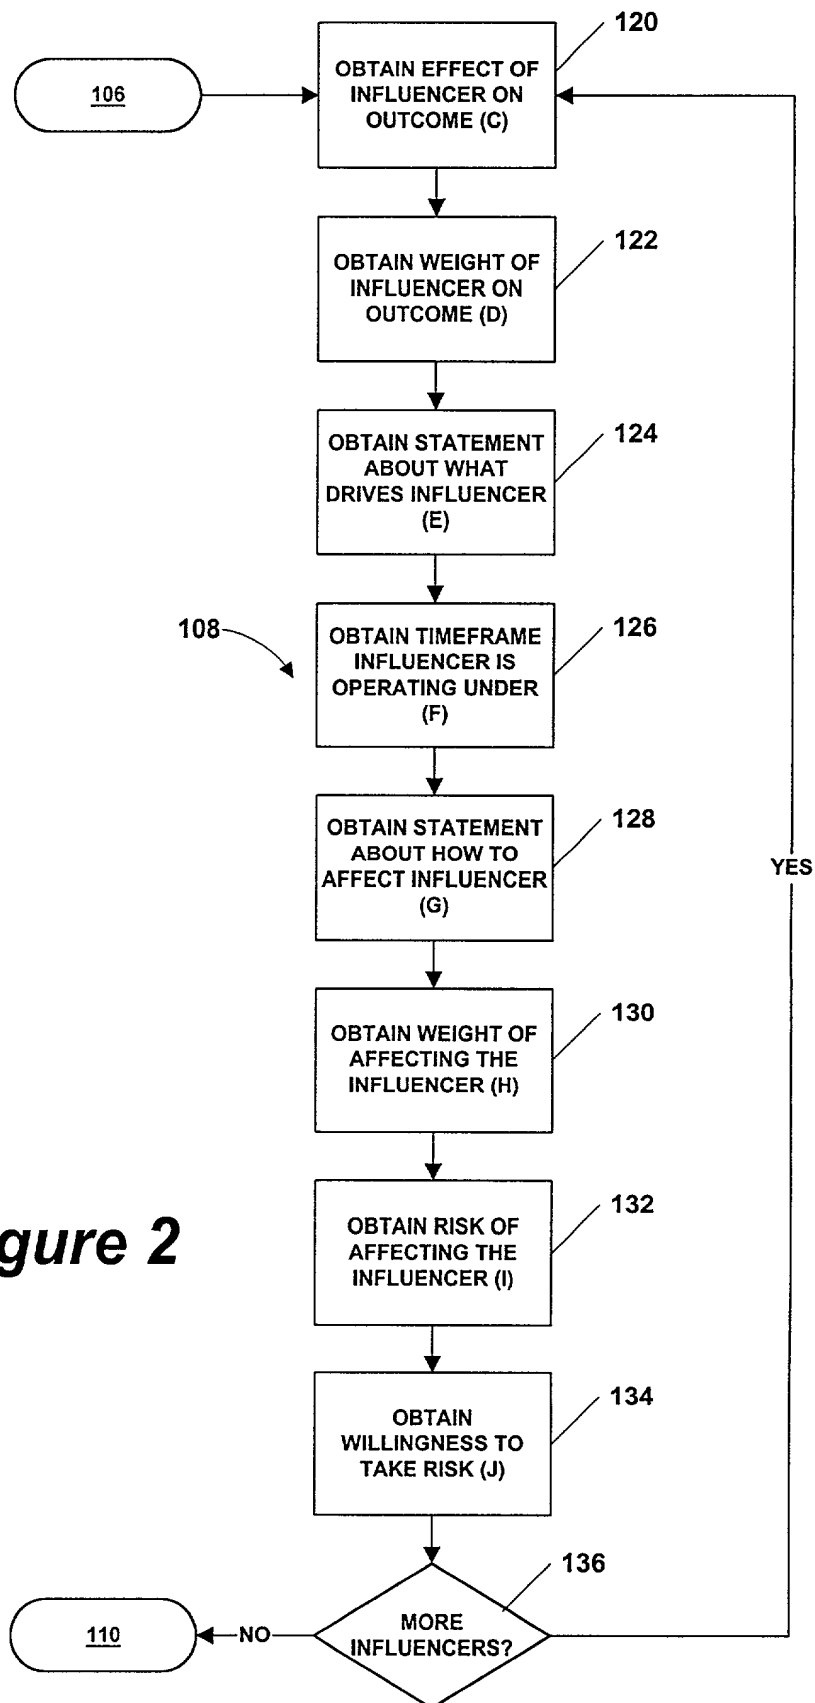 120
106
OBTAIN EFFECT OF
INFLUENCER ON
OUTCOME (C)
122
OBTAIN WEIGHT OF
INFLUENCER ON
OUTCOME (D)
124
OBTAIN STATEMENT
ABOUT WHAT
DRIVES INFLUENCER
(E)
108
126
OBTAIN TIMEFRAME
INFLUENCER IS
OPERATING UNDER
(F)
128
OBTAIN STATEMENT
ABOUT HOW TO
AFFECT INFLUENCER
(G)
YES
130
OBTAIN WEIGHT OF
AFFECTING THE
INFLUENCER (H)
132
OBTAIN RISK OF
AFFECTING THE
INFLUENCER (I)
gure 2
134
OBTAIN
WILLINGNESS TO
TAKE RISK (J)
136
MORE
INFLUENCERS?
NO
110